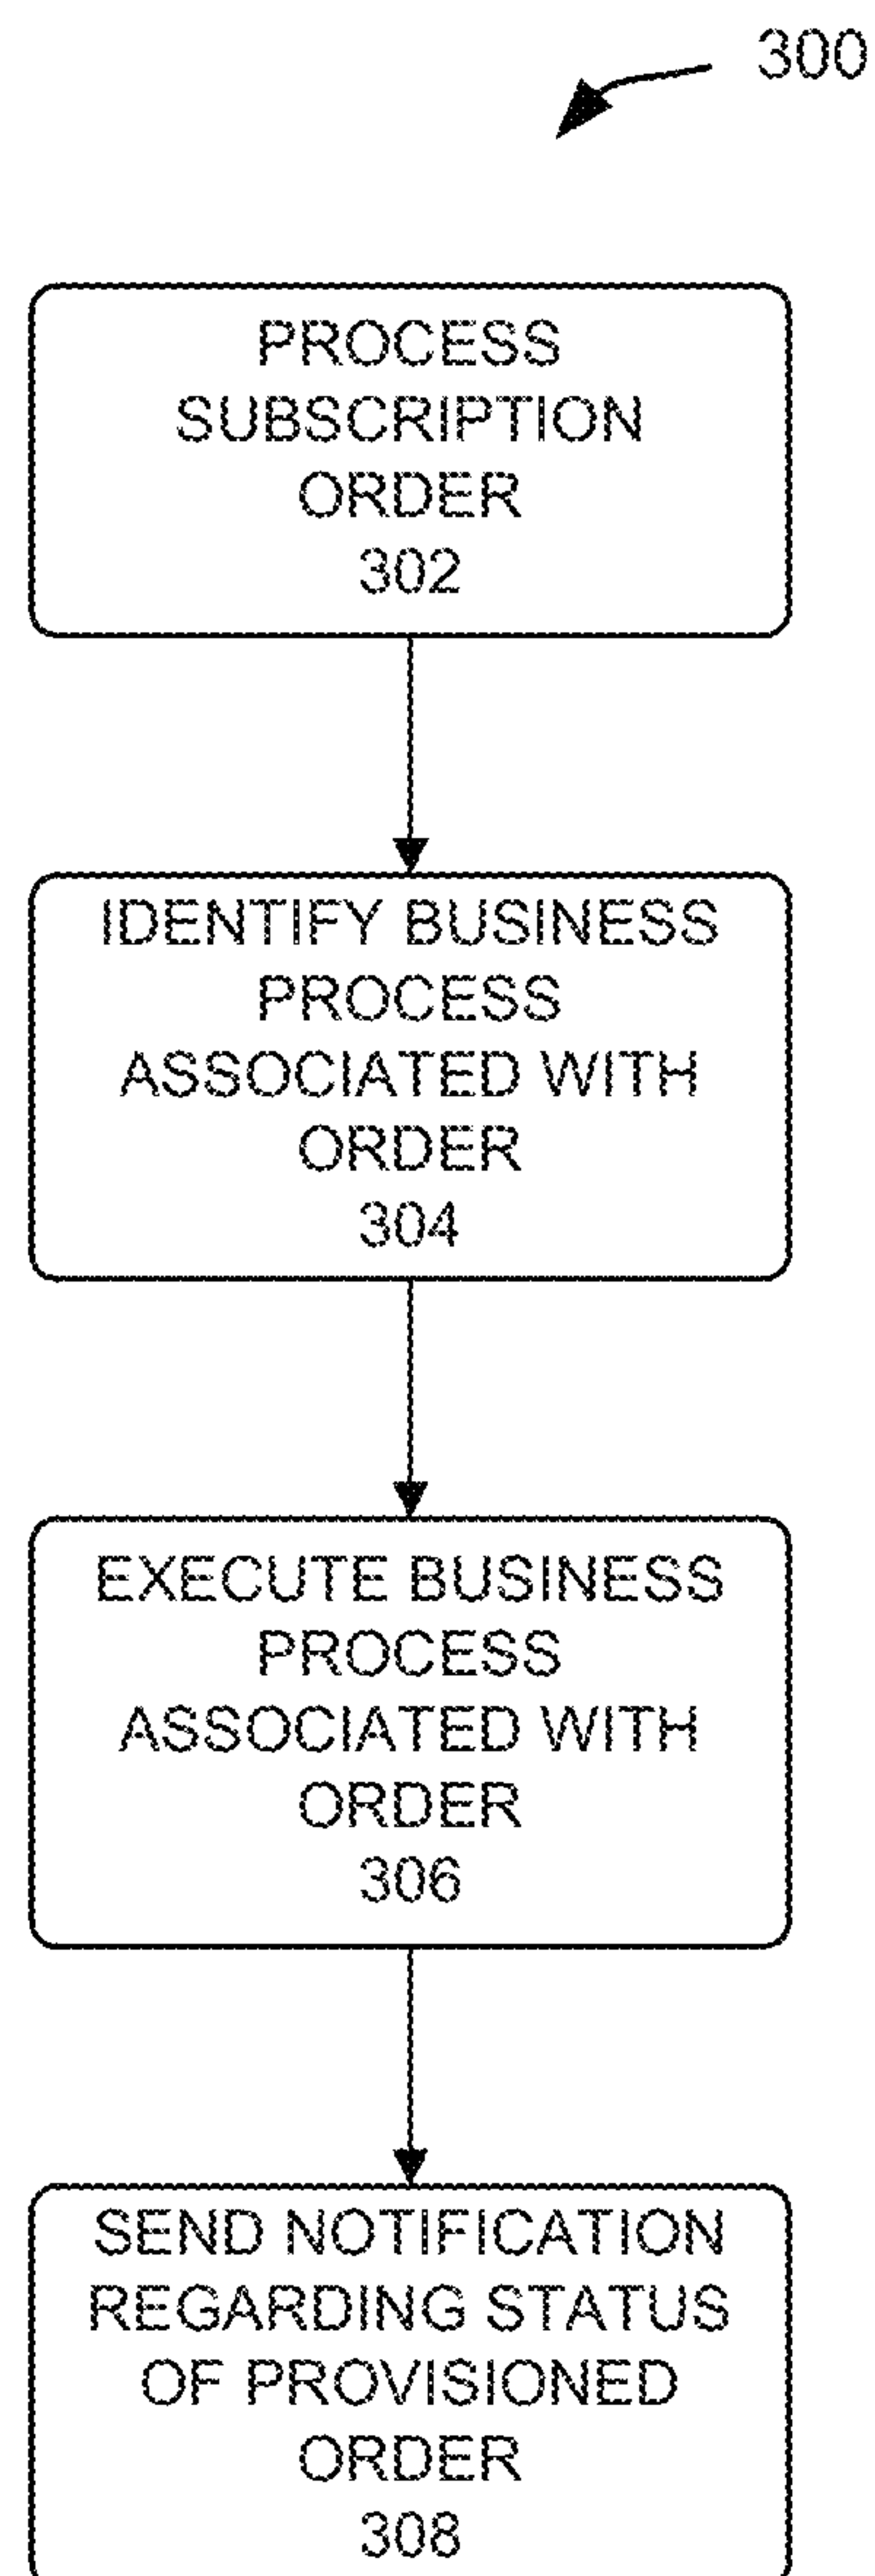 300
PROCESS
SUBSCRIPTION
ORDER
302
IDENTIFY BUSINESS
PROCESS
ASSOCIATED WITH
ORDER
304
EXECUTE BUSINESS
PROCESS
ASSOCIATED WITH
ORDER
306
SEND NOTIFICATION
REGARDING STATUS
OF PROVISIONED
ORDER
308